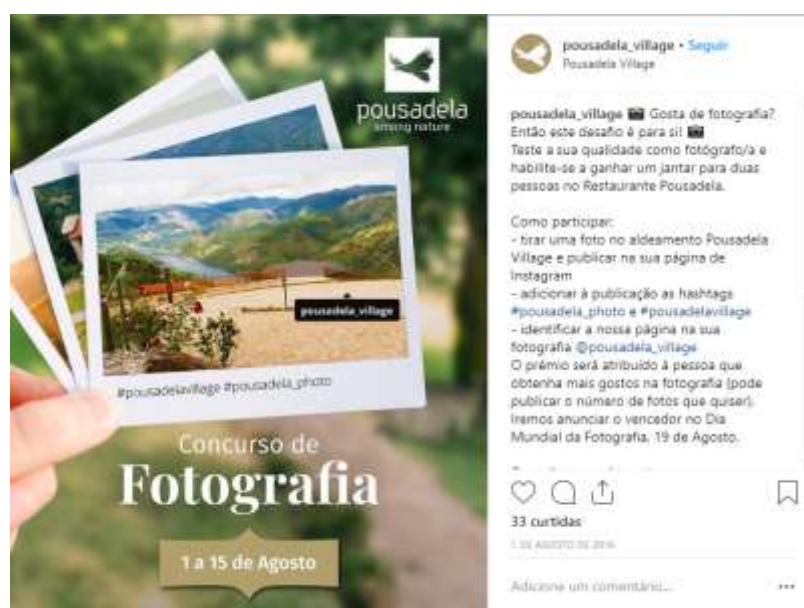 pousadela
among nature
pousadela_village
#pousadelavillage #pousadela_photo
Concurso de
Fotografia
1 a 15 de Agosto
pousadela_village • Seguir
Pousadela Village
pousadela_village 📷 Gosta de fotografia?
Então este desafio é para si! 📷
Teste a sua qualidade como fotógrafo/a e
habilite-se a ganhar um jantar para duas
pessoas no Restaurante Pousadela.
Como participar:
- tirar uma foto no aldeamento Pousadela
Village e publicar na sua página de
Instagram
- adicionar à publicação as hashtags
#pousadela_photo e #pousadelavillage
- identificar a nossa página na sua
fotografia @pousadela_village
O prémio será atribuído à pessoa que
obtenha mais gostos na fotografia (pode
publicar o número de fotos que quiser).
Iremos anunciar o vencedor no Dia
Mundial da Fotografia, 19 de Agosto.
33 curtidas
1 DE AGOSTO DE
Adicione um comentário...